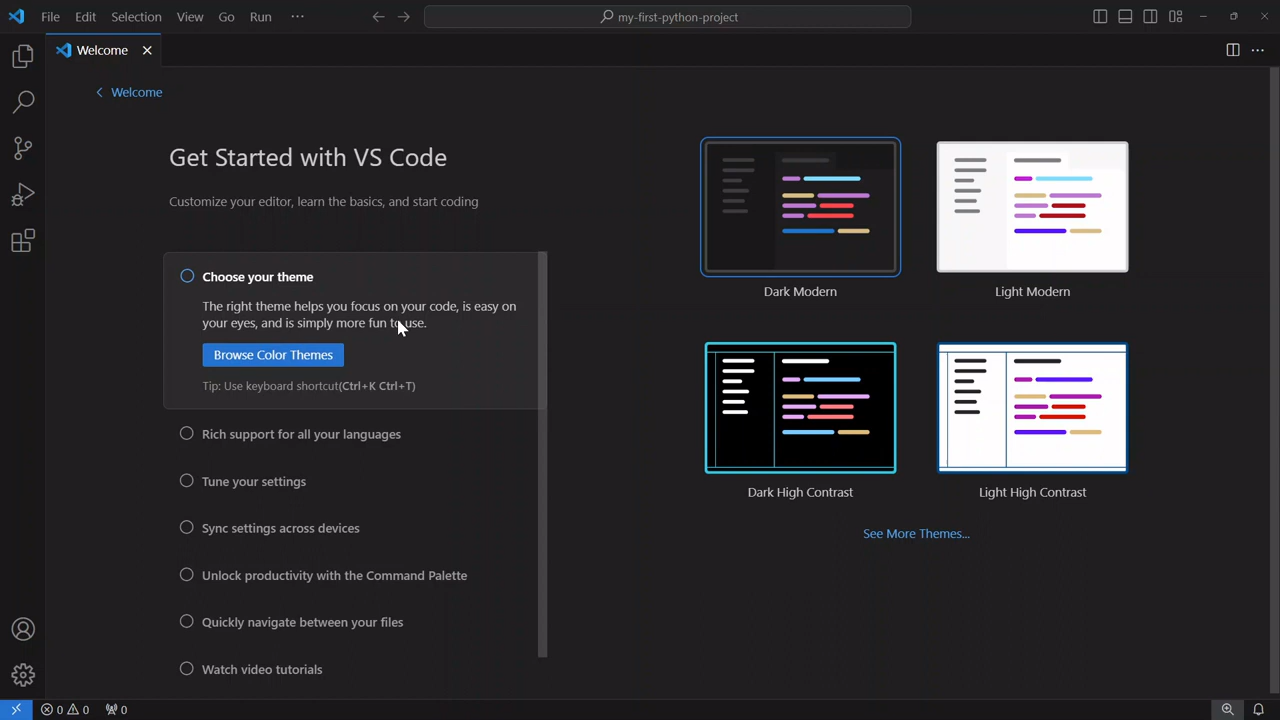 File Edit Selection View Go Run ···
my-first-python-project
Welcome
Welcome
Get Started with VS Code
Customize your editor, learn the basics, and start coding
Choose your theme
The right theme helps you focus on your code, is easy on
your eyes, and is simply more fun to use.
Browse Color Themes
Tip: Use keyboard shortcut(Ctrl+K Ctrl+T)
Rich support for all your languages
Tune your settings
Sync settings across devices
Unlock productivity with the Command Palette
Quickly navigate between your files
Watch video tutorials
Dark Modern
Light Modern
Dark High Contrast
Light High Contrast
See More Themes...
0 0 0